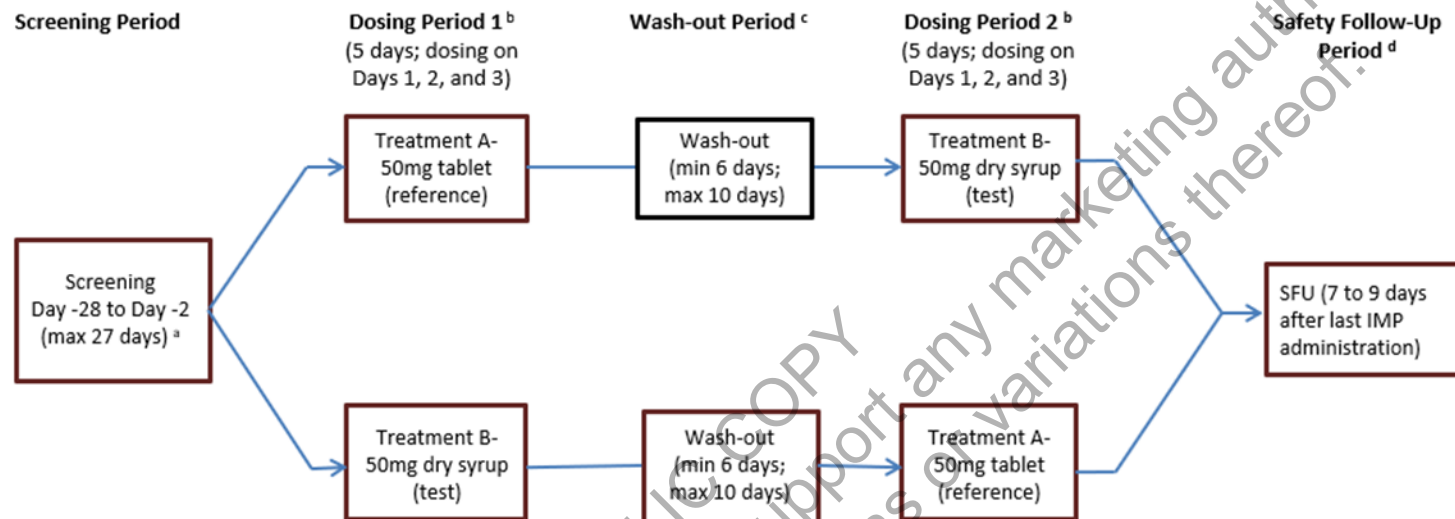 Screening Period
Dosing Period 1 b
(5 days; dosing on
Days 1, 2, and 3)
Wash-out Period c
Dosing Period 2 b
(5 days; dosing on
Days 1, 2, and 3)
Safety Follow-Up
Period d
Treatment A-
50mg tablet
(reference)
Wash-out
(min 6 days;
max 10 days)
Treatment B-
50mg dry syrup
(test)
Screening
Day -28 to Day -2
(max 27 days) a
SFU (7 to 9 days
after last IMP
administration)
Treatment B-
50mg dry syrup
(test)
Wash-out
(min 6 days;
max 10 days)
Treatment A-
50mg tablet
(reference)
COPY
support any marketing
or variations thereof.